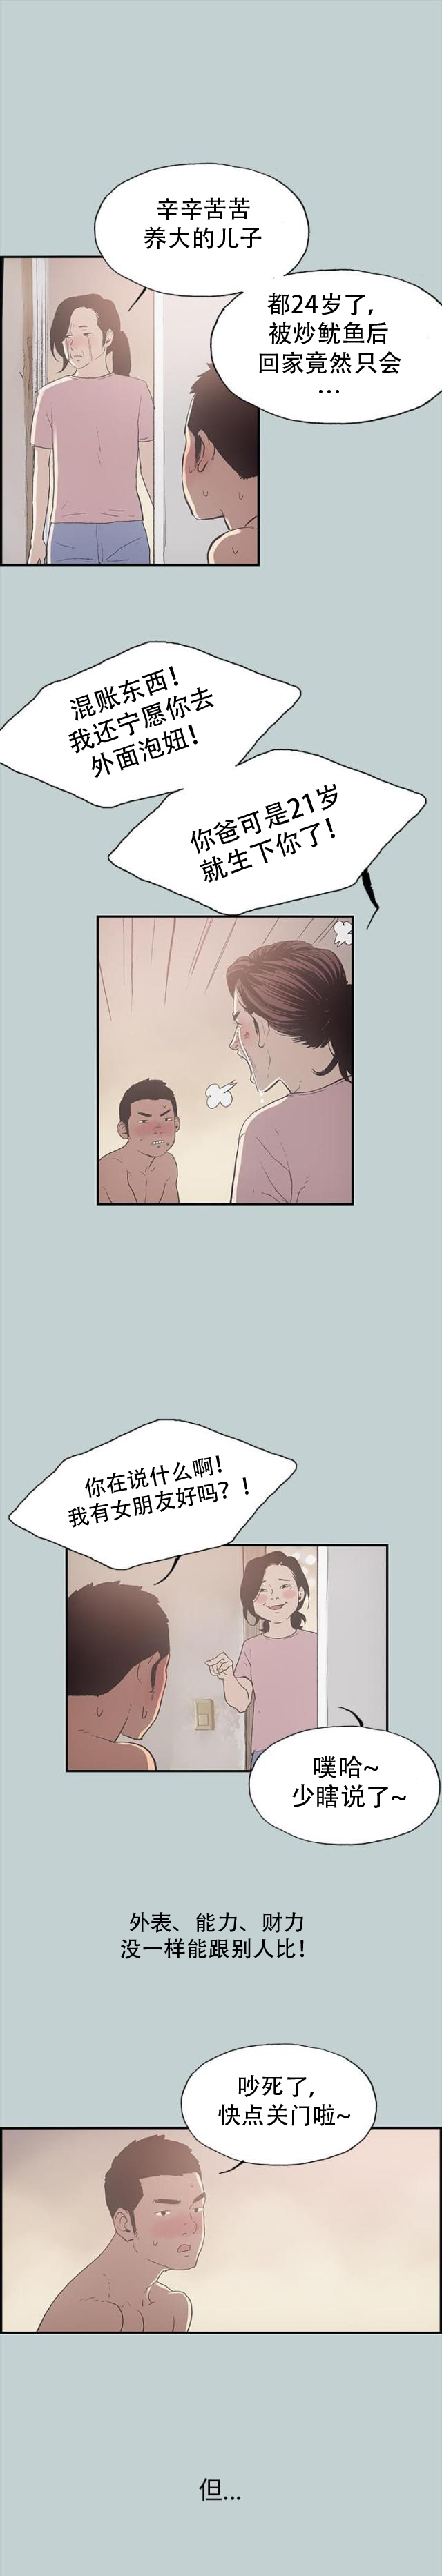 辛辛苦苦
养大的儿子
都24岁了,
被炒鱿鱼后
回家竟然只会
...
混账东西!
我还宁愿你去
外面泡妞!
你爸可是21岁
就生下你了!
你在说什么啊!
我有女朋友好吗?!
噗哈~
少瞎说了~
外表、能力、财力
没一样能跟别人比!
吵死了,
快点关门啦~
但...